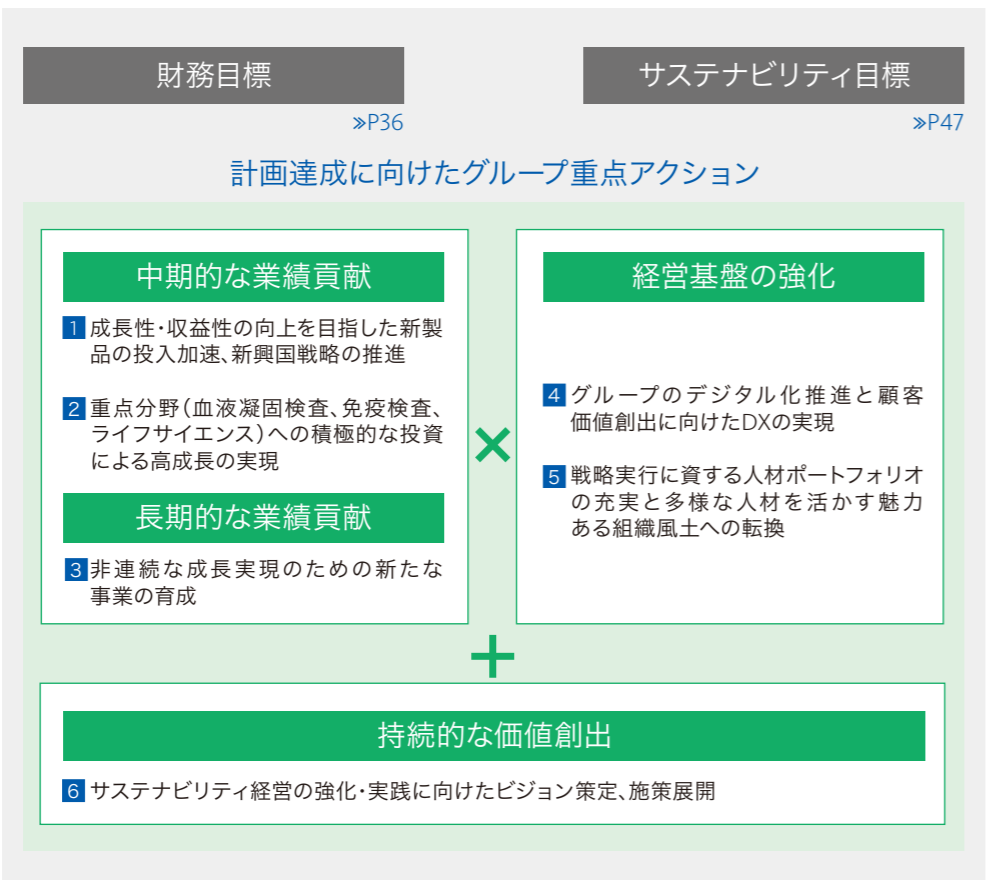 財務目標
サステナビリティ目標
≫P36
≫P47
計画達成に向けたグループ重点アクション
中期的な業績貢献
1 成長性・収益性の向上を目指した新製
品の投入加速、新興国戦略の推進
2 重点分野(血液凝固検査、免疫検査、
ライフサイエンス)への積極的な投資
による高成長の実現
長期的な業績貢献
3 非連続な成長実現のための新たな
事業の育成
×
経営基盤の強化
4 グループのデジタル化推進と顧客
価値創出に向けたDXの実現
5 戦略実行に資する人材ポートフォリオ
の充実と多様な人材を活かす魅力
ある組織風土への転換
+
持続的な価値創出
6 サステナビリティ経営の強化・実践に向けたビジョン策定、施策展開